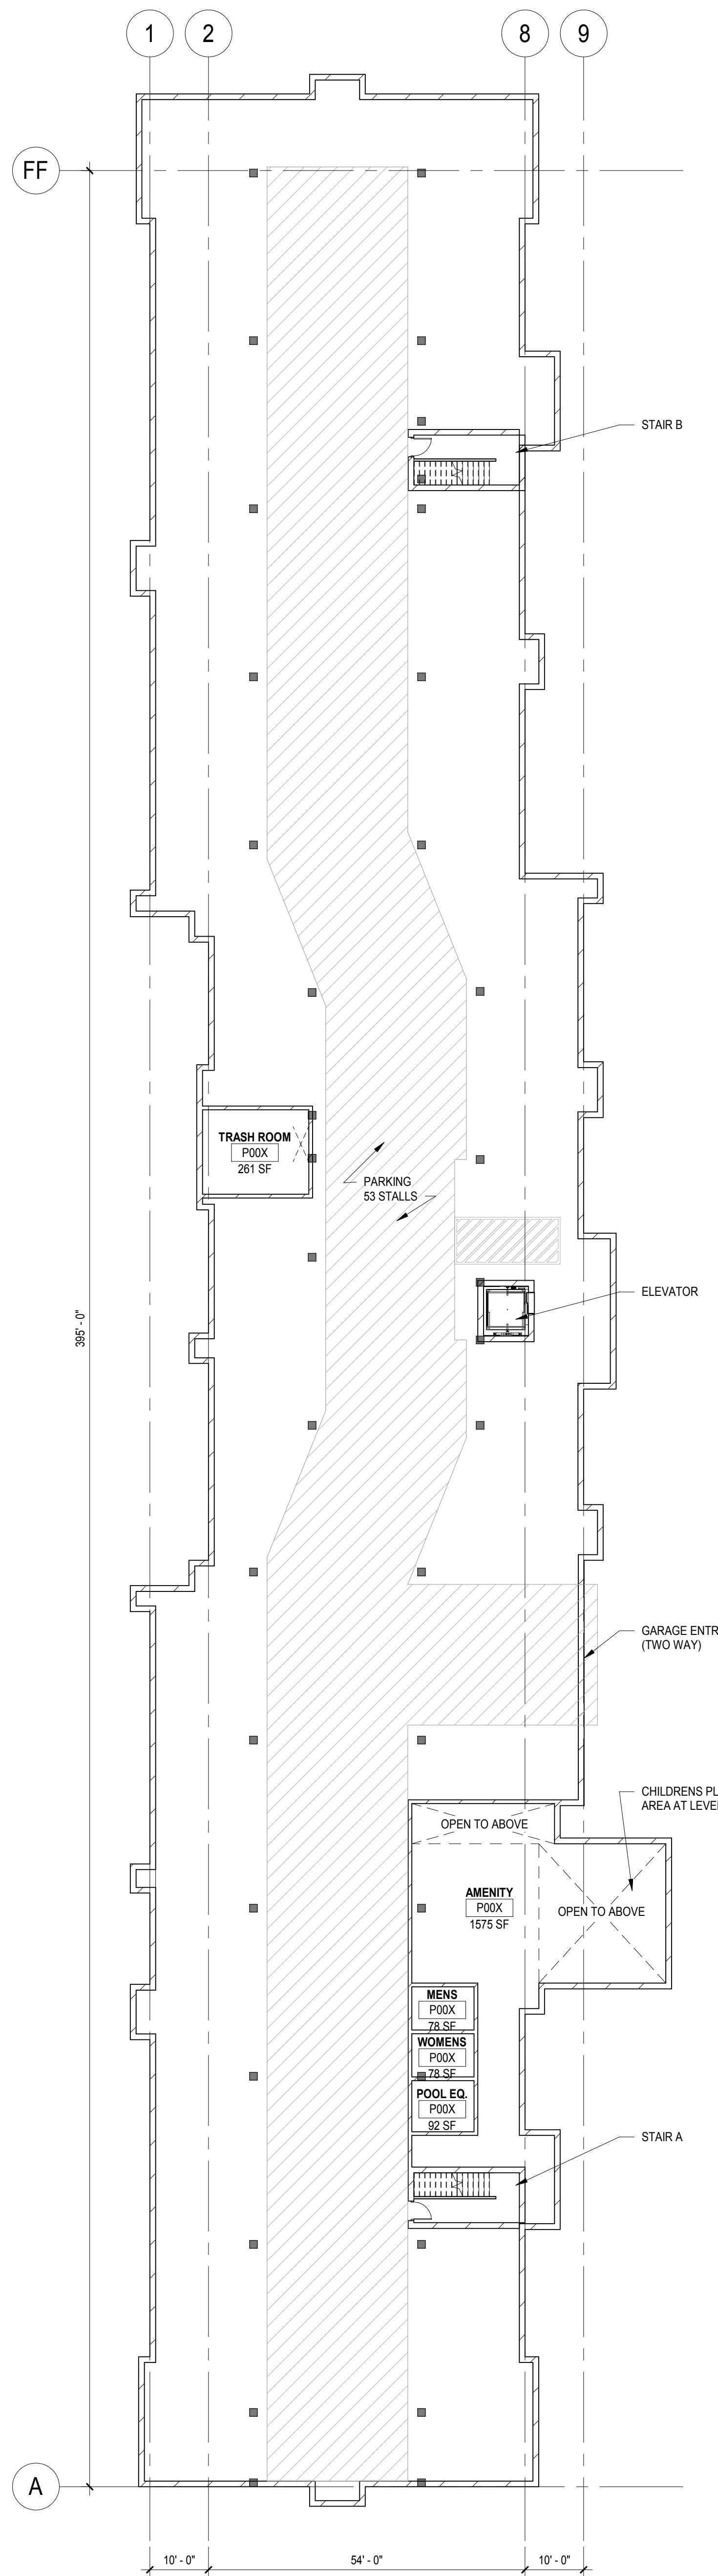 1
2
8
9
FF
STAIR B
TRASH ROOM
P00X
261 SF
PARKING
53 STALLS
395' - 0"
ELEVATOR
GARAGE ENTR
(TWO WAY)
CHILDRENS PL
AREA AT LEVE
OPEN TO ABOVE
AMENITY
P00X
1575 SF
OPEN TO ABOVE
MENS
P00X
78 SF
WOMENS
P00X
78 SF
POOL EQ.
P00X
92 SF
STAIR A
A
10' - 0"
54' - 0"
10' - 0"